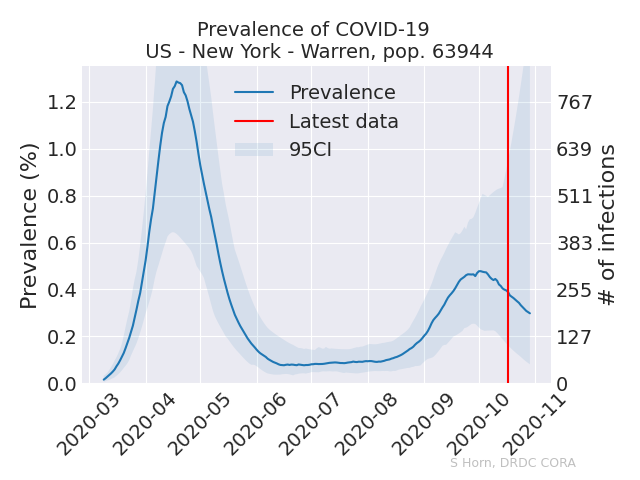 Prevalence of COVID-19
US - New York - Warren, pop. 63944
Prevalence
Latest data
95CI
Prevalence (%)
1.2
1.0
0.8
0.6
0.4
0.2
0.0
767
639
511
383
255
127
0
# of infections
2020-03
2020-04
2020-05
2020-06
2020-07
2020-08
2020-09
2020-10
2020-11
S Horn, DRDC CORA